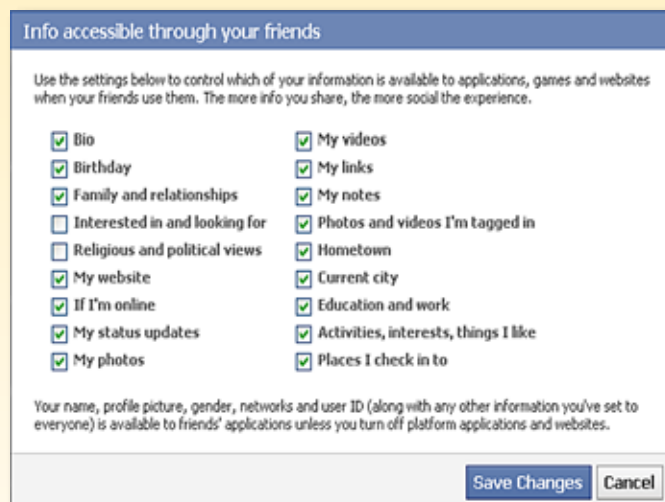 Info accessible through your friends
Use the settings below to control which of your information is available to applications, games and websites
when your friends use them. The more info you share, the more social the experience.
Bio
Birthday
Family and relationships
Interested in and looking for
Religious and political views
My website
If I'm online
My status updates
My photos
My videos
My links
My notes
Photos and videos I'm tagged in
Hometown
Current city
Education and work
Activities, interests, things I like
Places I check in to
Your name, profile picture, gender, networks and user ID (along with any other information you've set to
everyone) is available to friends' applications unless you turn off platform applications and websites.
Save Changes
Cancel